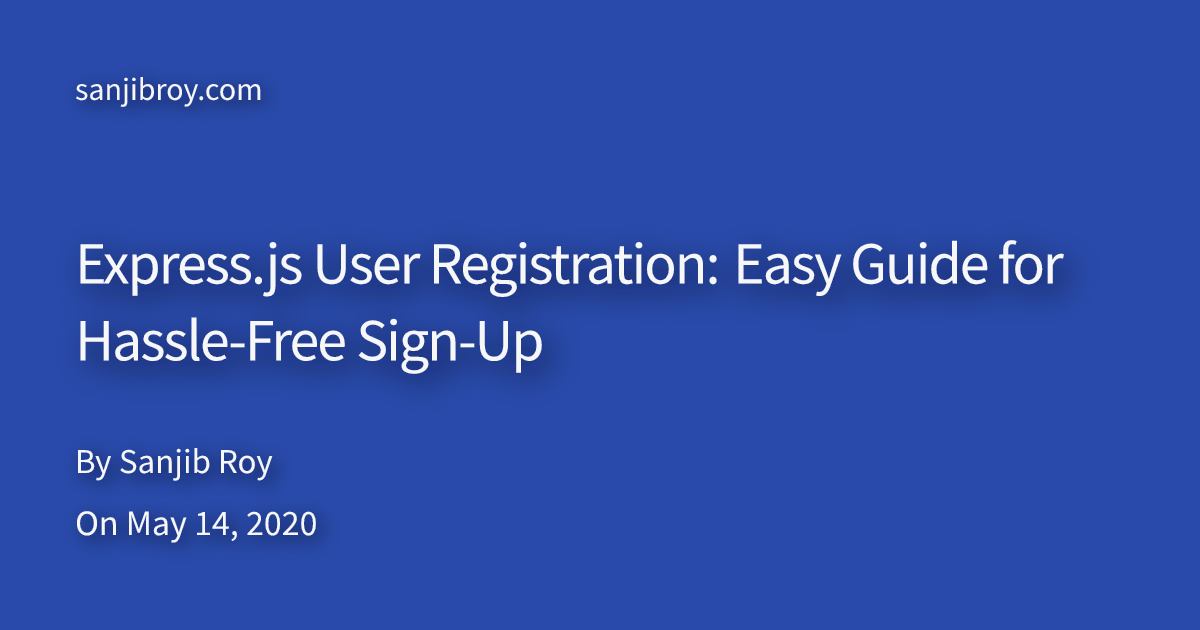 sanjibroy.com
Express.js User Registration: Easy Guide for
Hassle-Free Sign-Up
By Sanjib Roy
On May 14, 2020